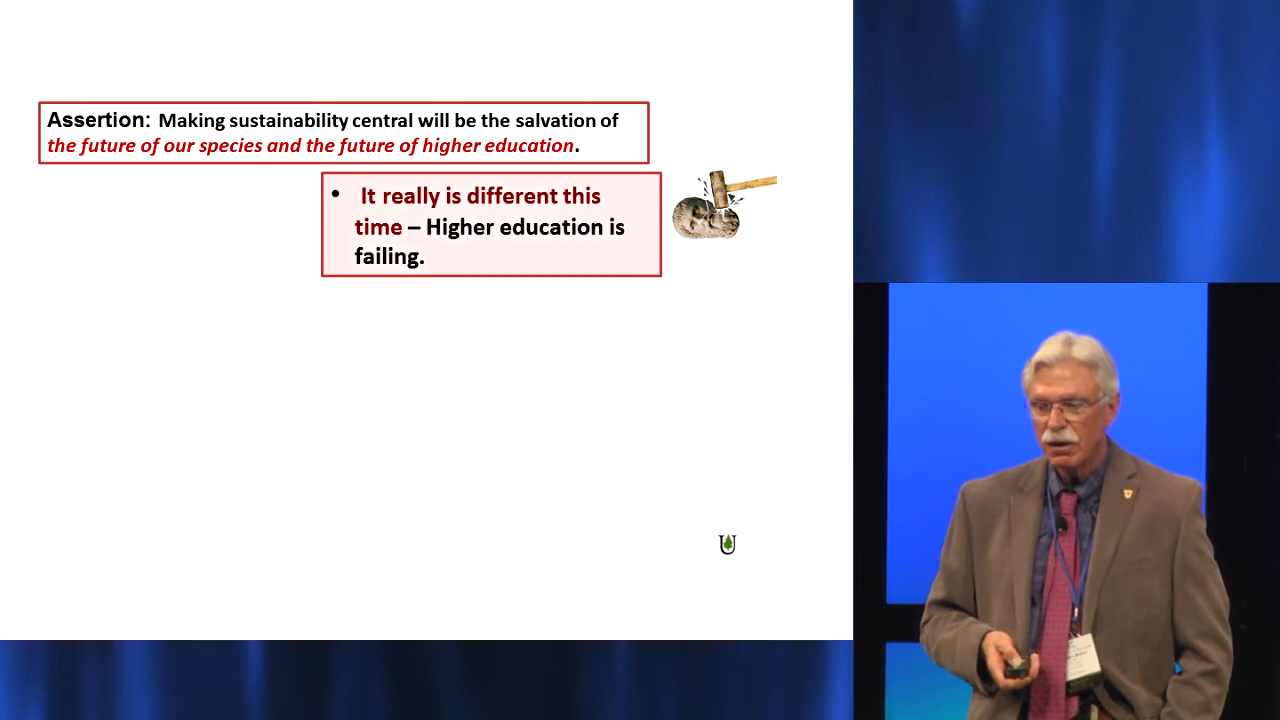 Assertion: Making sustainability central will be the salvation of
the future of our species and the future of higher education.
• It really is different this
time – Higher education is
failing.
U